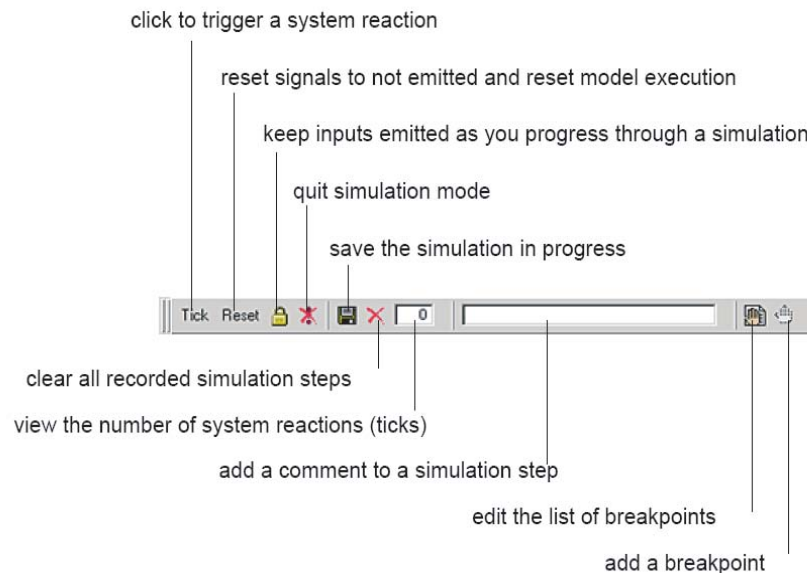 click to trigger a system reaction
reset signals to not emitted and reset model execution
keep inputs emitted as you progress through a simulation
quit simulation mode
save the simulation in progress
Tick Reset 0
clear all recorded simulation steps
view the number of system reactions (ticks)
add a comment to a simulation step
edit the list of breakpoints
add a breakpoint